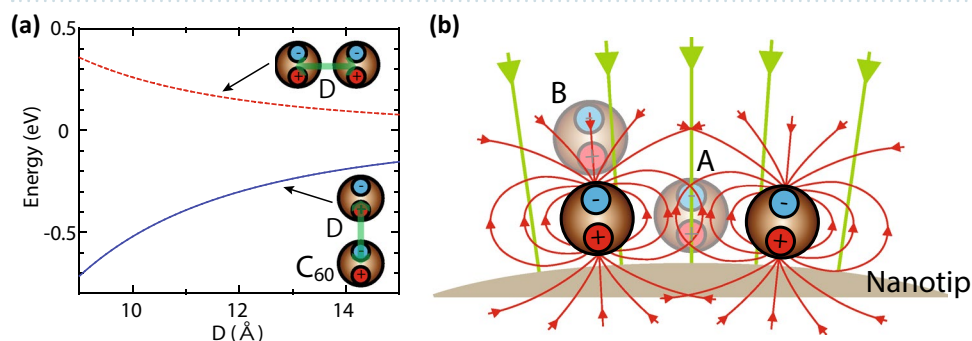 (a)
0.5
0
-0.5
Energy (eV)
10
12
14
D (Å)
-
-
+
+
D
-
+
D
-
+
C60
(b)
B
-
+
A
-
+
-
+
-
+
Nanotip